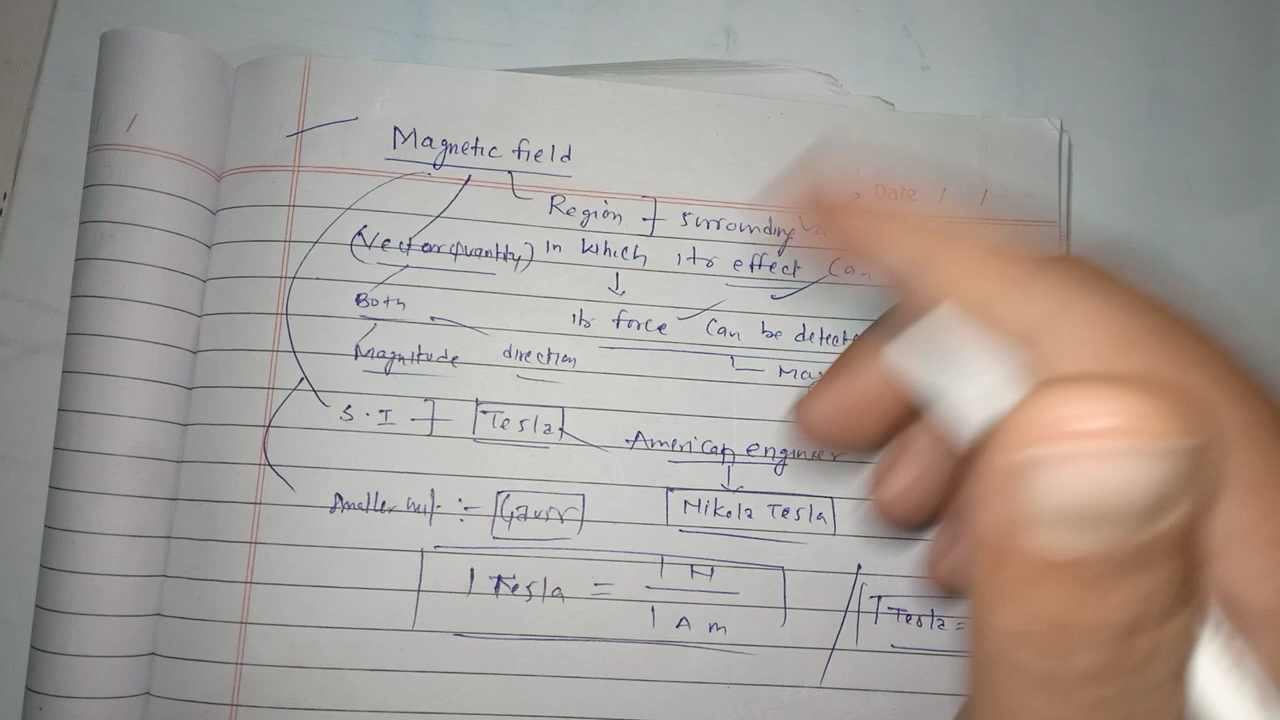 Magnetic field
Date / /
Region } surrounding
(Vector quantity) in which its effect can
Both
its force can be detect
Magnitude direction
S.I } Tesla
American engineer
Smaller unit :- Gauss
Nikola Tesla
1 Tesla = 1 N
1 A m
1 Tesla =